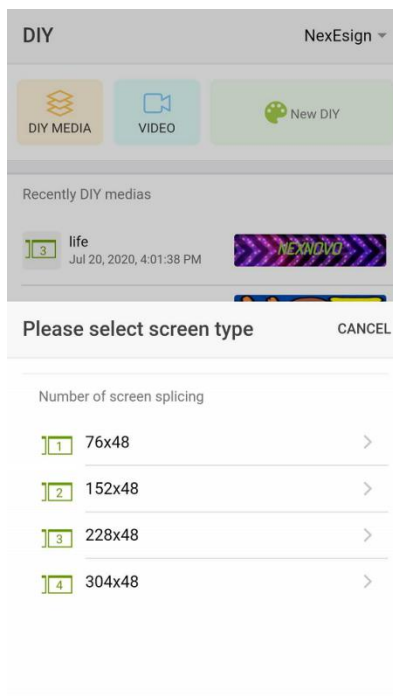 DIY
NexEsign
DIY MEDIA
VIDEO
New DIY
Recently DIY medias
3
life
Jul 20, 2020, 4:01:38 PM
NEXNOVO
Please select screen type
CANCEL
Number of screen splicing
1 76x48
2 152x48
3 228x48
4 304x48